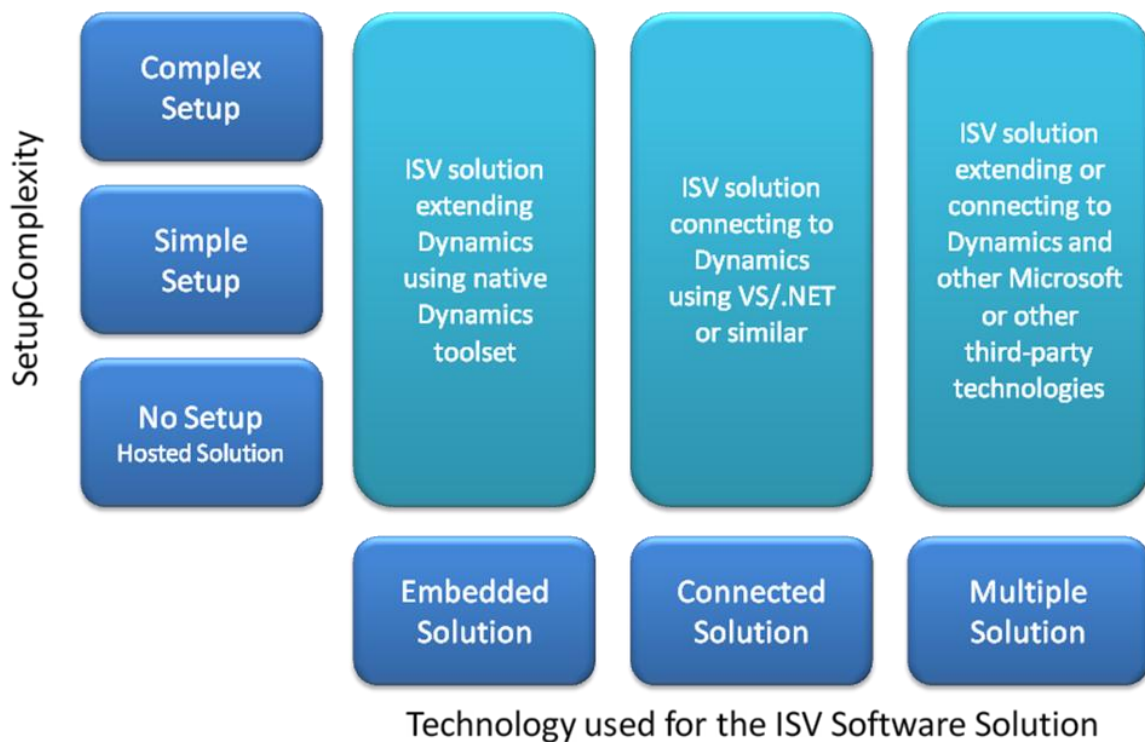 SetupComplexity
Complex
Setup
Simple
Setup
No Setup
Hosted Solution
ISV solution
extending
Dynamics
using native
Dynamics
toolset
ISV solution
connecting to
Dynamics
using VS/.NET
or similar
ISV solution
extending or
connecting to
Dynamics and
other Microsoft
or other
third-party
technologies
Embedded
Solution
Connected
Solution
Multiple
Solution
Technology used for the ISV Software Solution